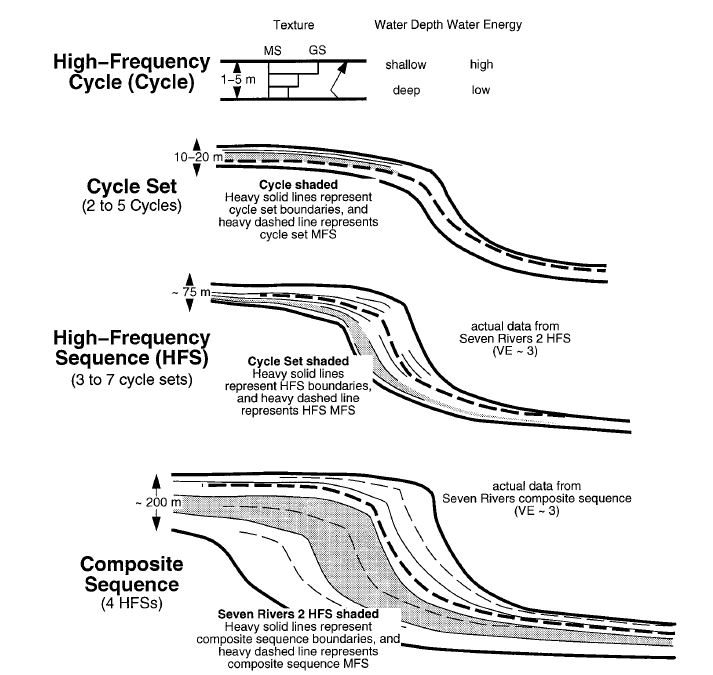 Texture Water Depth Water Energy
High-Frequency
Cycle (Cycle)
MS GS
1-5 m
shallow high
deep low
10-20 m
Cycle Set
(2 to 5 Cycles)
Cycle shaded
Heavy solid lines represent
cycle set boundaries, and
heavy dashed line represents
cycle set MFS
~ 75 m
High-Frequency
Sequence (HFS)
(3 to 7 cycle sets)
Cycle Set shaded
Heavy solid lines
represent HFS boundaries,
and heavy dashed line
represents HFS MFS
actual data from
Seven Rivers 2 HFS
(VE ~ 3)
~ 200 m
Composite
Sequence
(4 HFSs)
actual data from
Seven Rivers composite sequence
(VE ~ 3)
Seven Rivers 2 HFS shaded
Heavy solid lines represent
composite sequence boundaries, and
heavy dashed line represents
composite sequence MFS